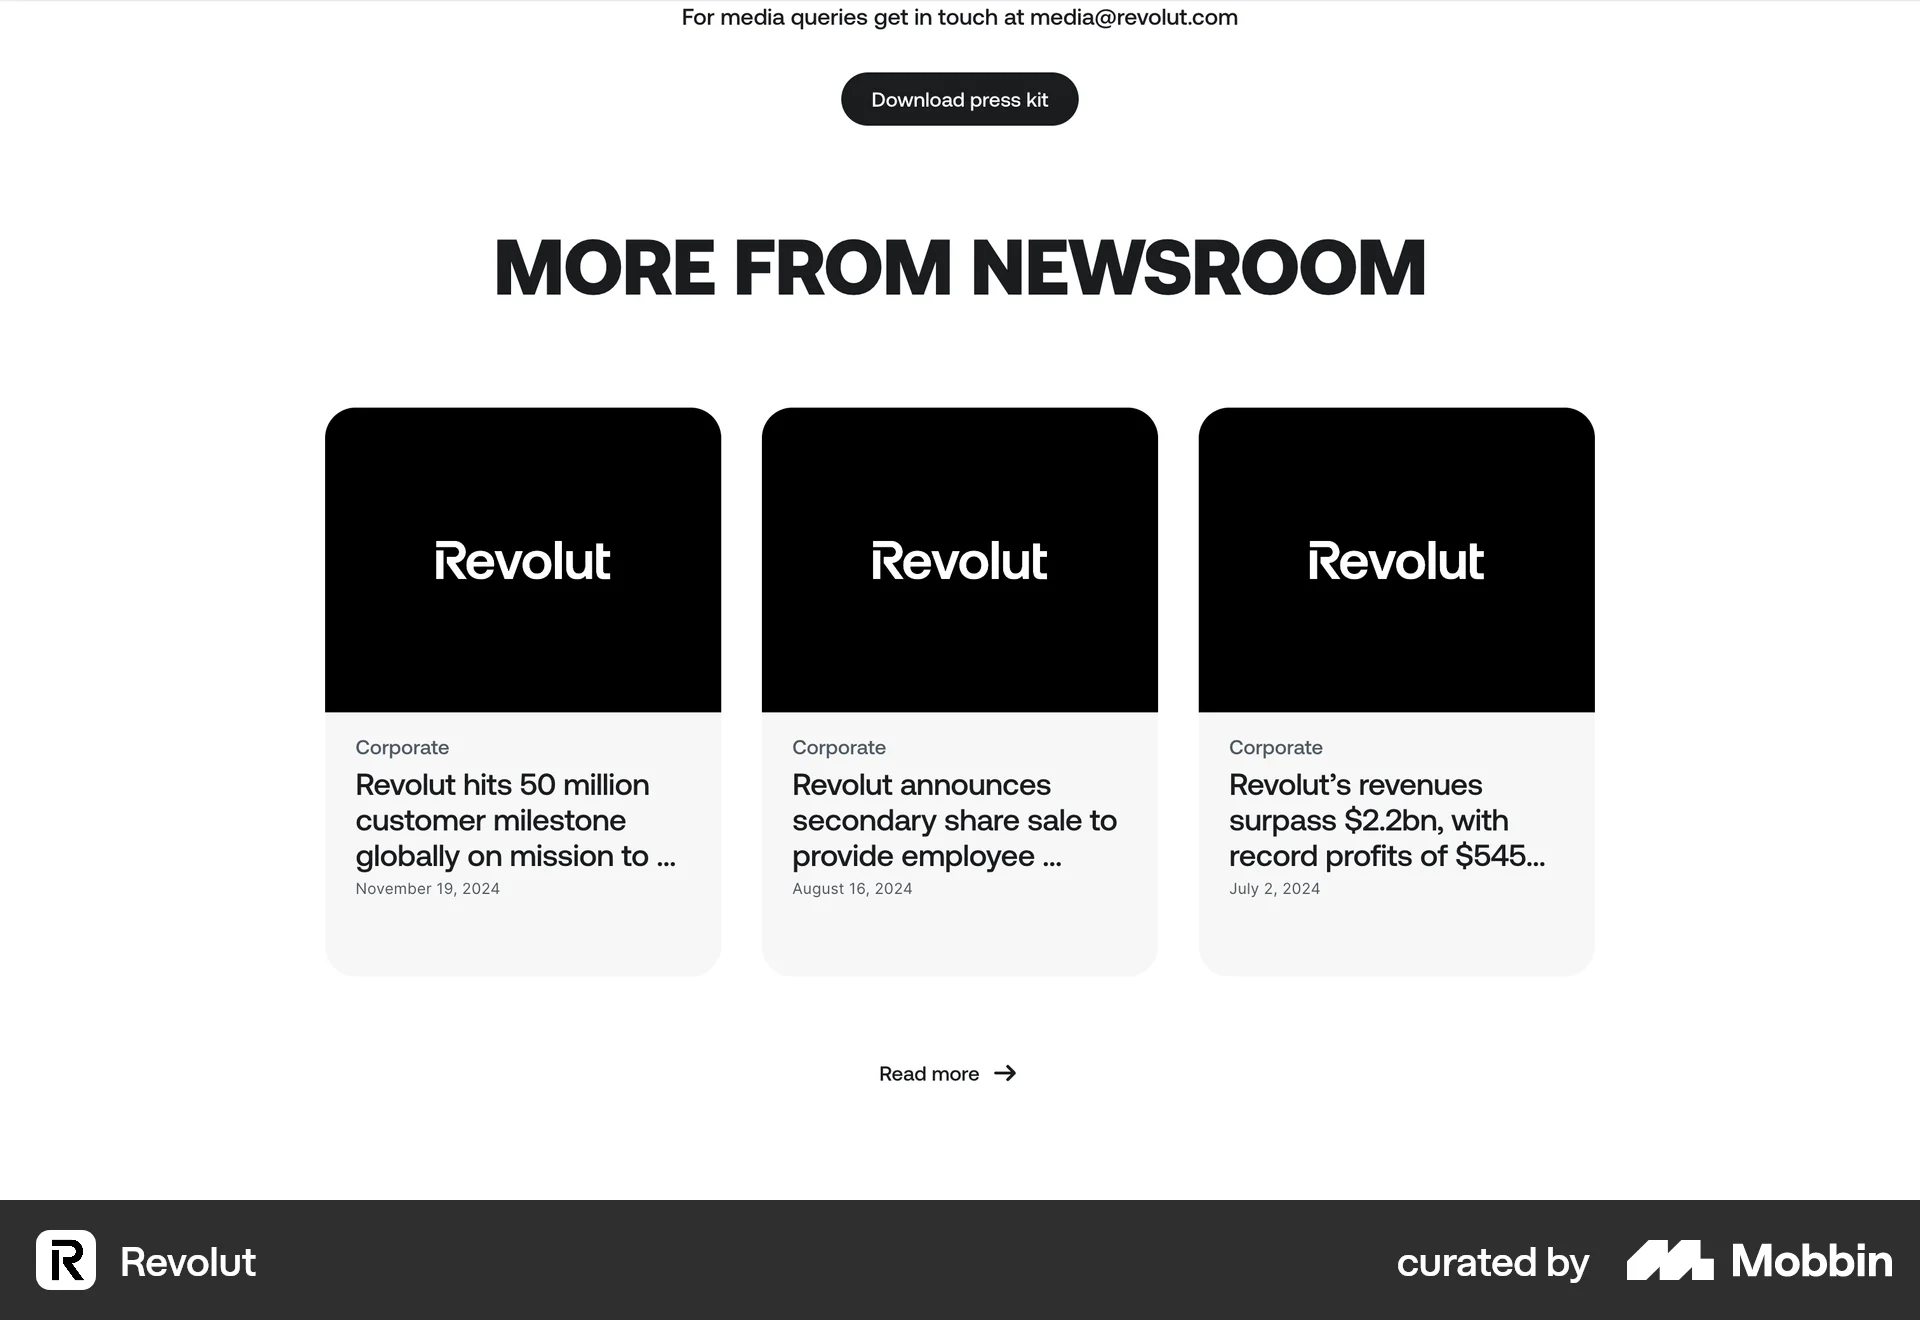 For media queries get in touch at media@revolut.com
Download press kit
MORE FROM NEWSROOM
Revolut
Corporate
Revolut hits 50 million
customer milestone
globally on mission to ...
November 19, 2024
Revolut
Corporate
Revolut announces
secondary share sale to
provide employee ...
August 16, 2024
Revolut
Corporate
Revolut’s revenues
surpass $2.2bn, with
record profits of $545...
July 2, 2024
Read more
R Revolut
curated by Mobbin